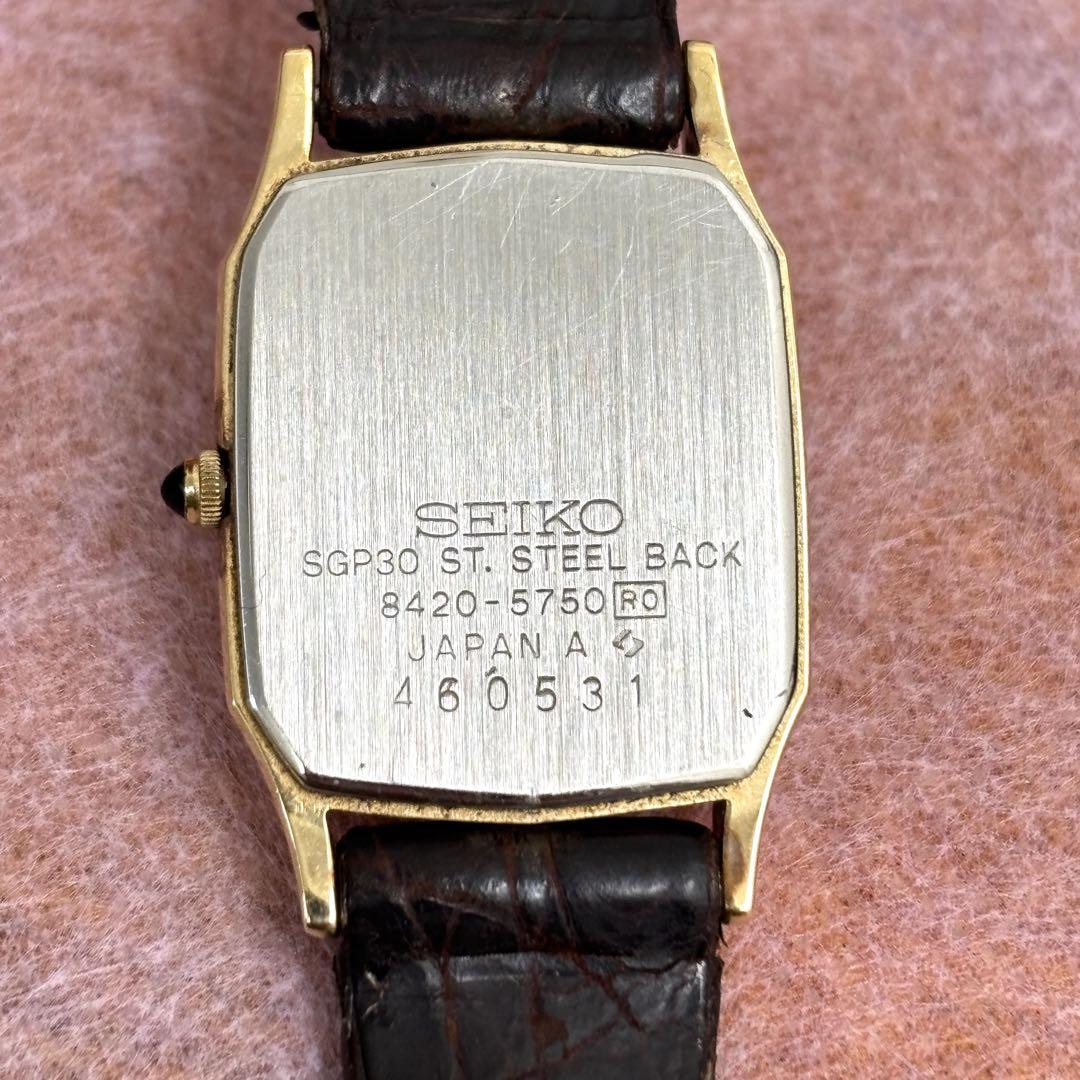 SEIKO
SGP30 ST. STEEL BACK
8420-5750 RO
JAPAN A
460531